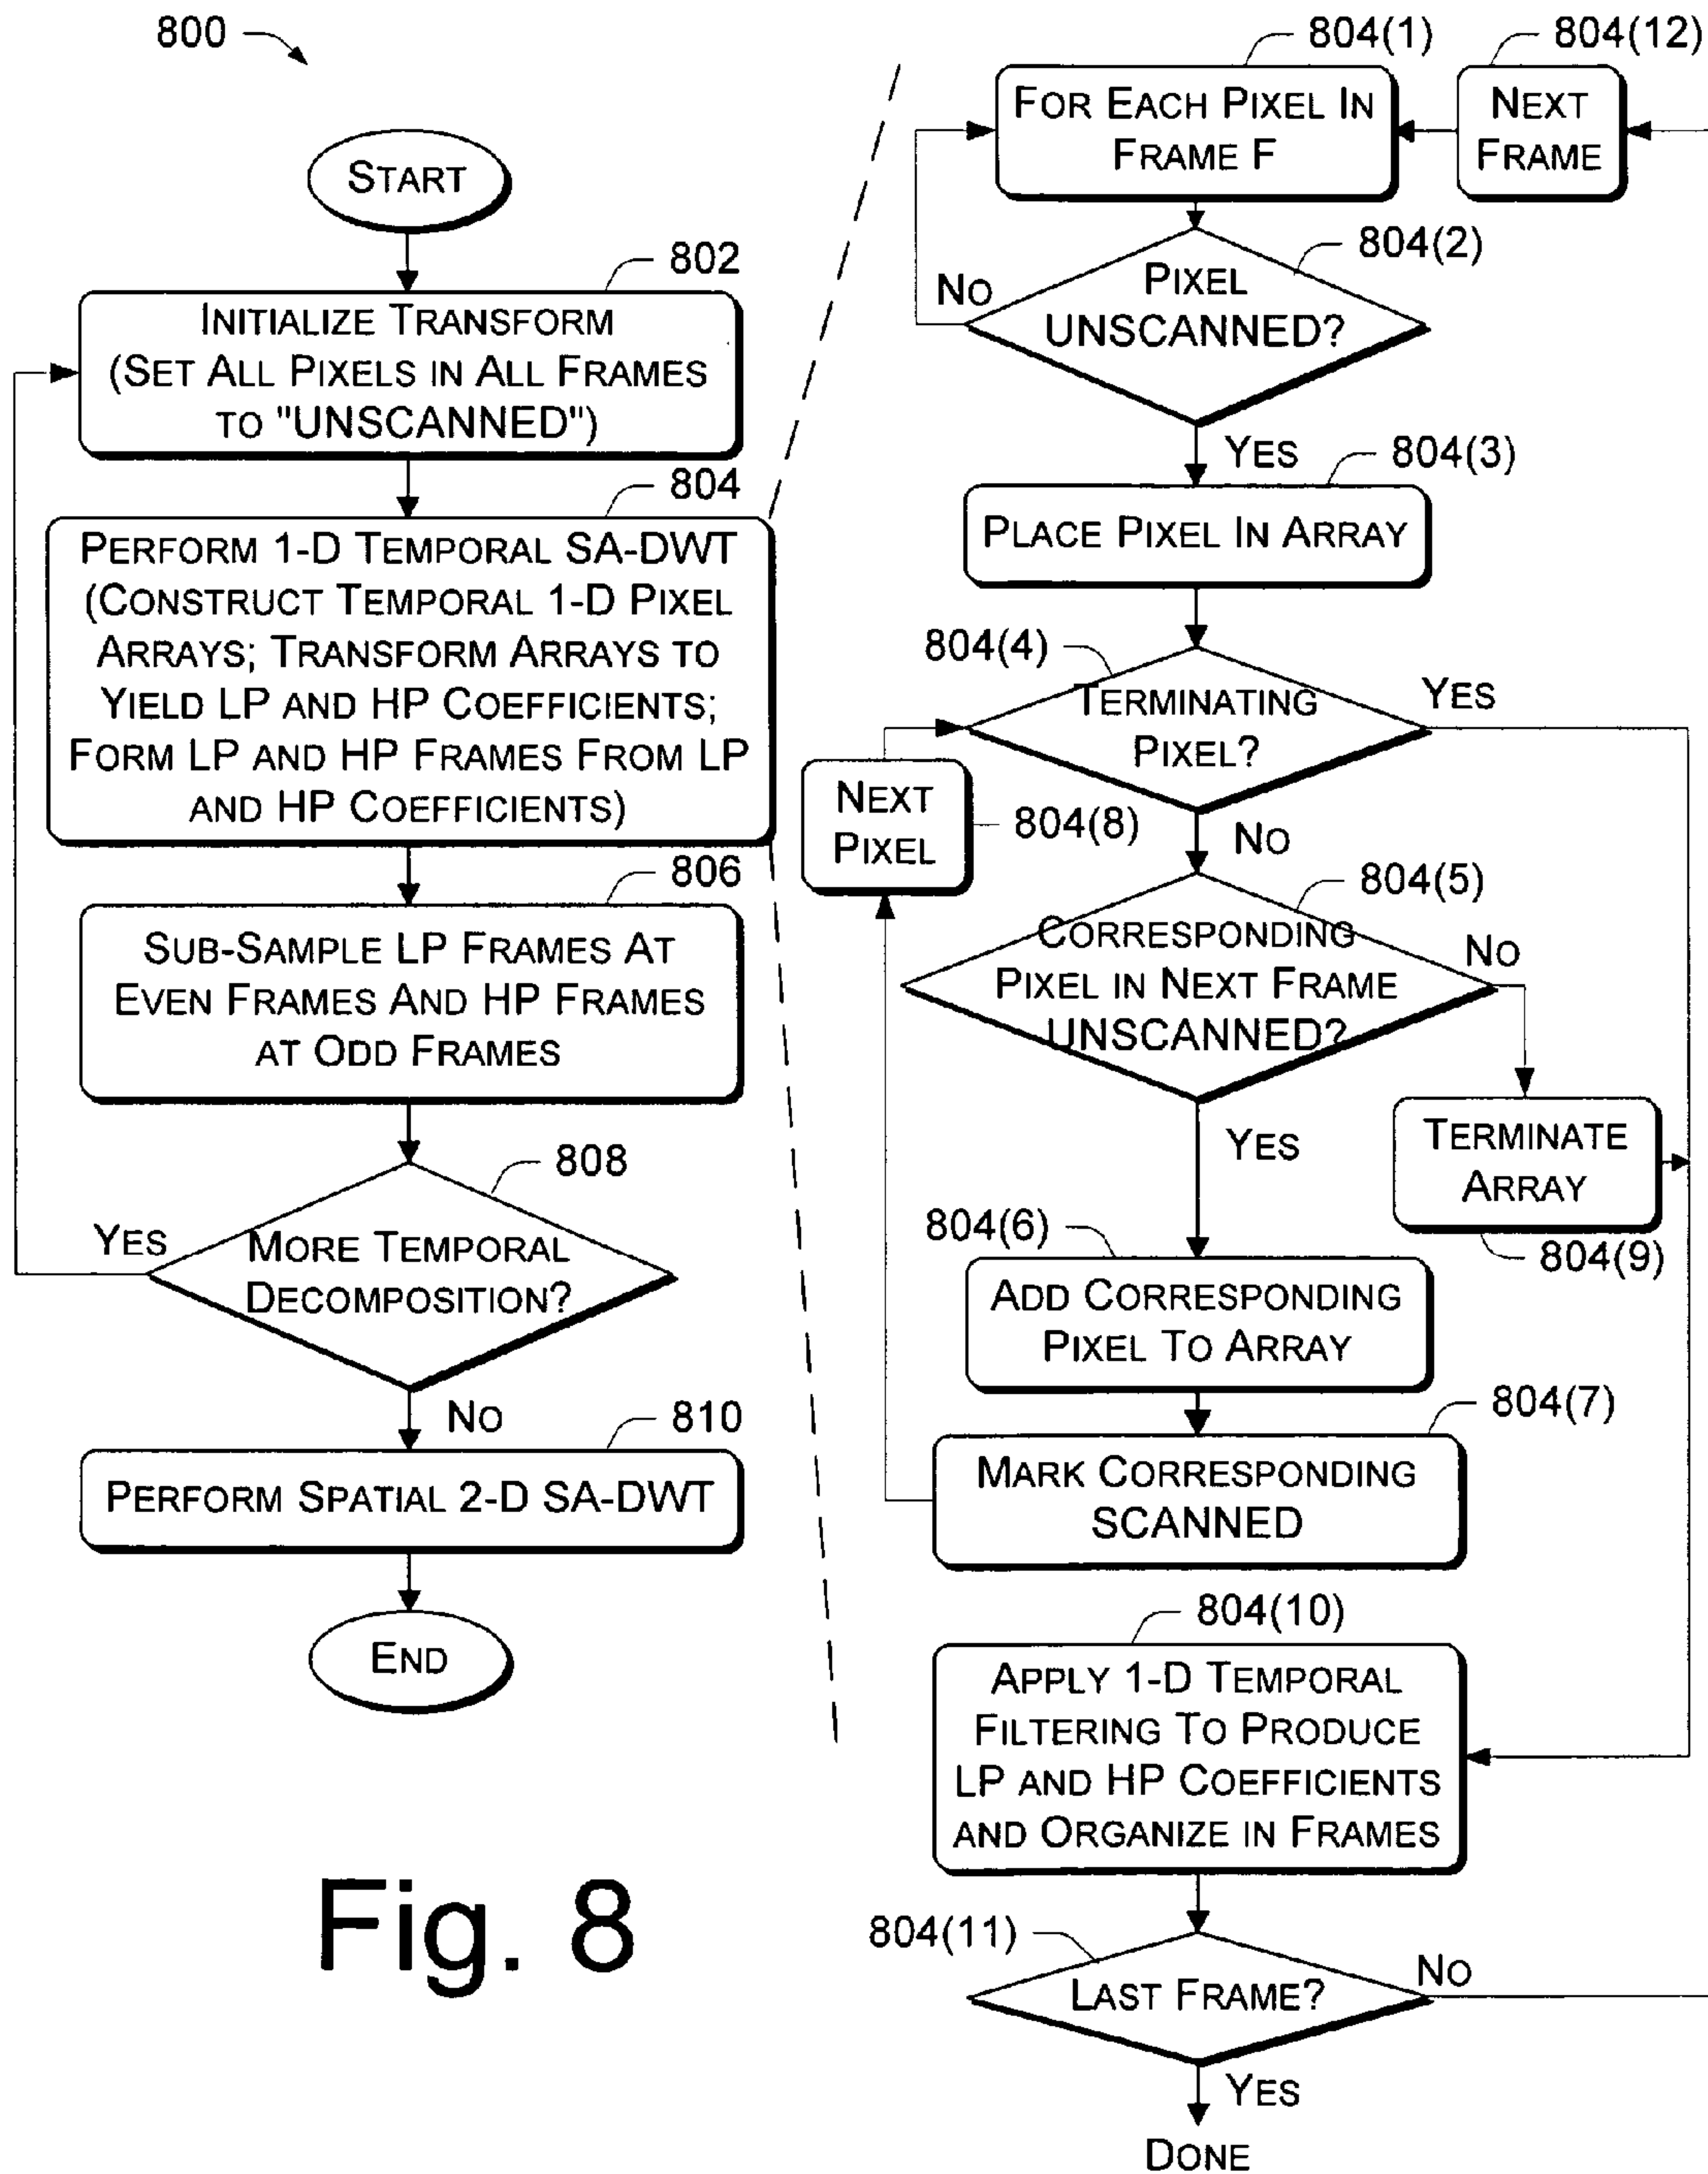 800
START
802
INITIALIZE TRANSFORM
(SET ALL PIXELS IN ALL FRAMES
TO "UNSCANNED")
804
PERFORM 1-D TEMPORAL SA-DWT
(CONSTRUCT TEMPORAL 1-D PIXEL
ARRAYS; TRANSFORM ARRAYS TO
YIELD LP AND HP COEFFICIENTS;
FORM LP AND HP FRAMES FROM LP
AND HP COEFFICIENTS)
806
SUB-SAMPLE LP FRAMES AT
EVEN FRAMES AND HP FRAMES
AT ODD FRAMES
808
MORE TEMPORAL
DECOMPOSITION?
YES
NO
810
PERFORM SPATIAL 2-D SA-DWT
END
804(1)
FOR EACH PIXEL IN
FRAME F
804(12)
NEXT
FRAME
804(2)
PIXEL
UNSCANNED?
NO
YES
804(3)
PLACE PIXEL IN ARRAY
804(4)
TERMINATING
PIXEL?
YES
NO
NEXT
PIXEL
804(8)
804(5)
CORRESPONDING
PIXEL IN NEXT FRAME
UNSCANNED?
NO
YES
TERMINATE
ARRAY
804(9)
804(6)
ADD CORRESPONDING
PIXEL TO ARRAY
804(7)
MARK CORRESPONDING
SCANNED
804(10)
APPLY 1-D TEMPORAL
FILTERING TO PRODUCE
LP AND HP COEFFICIENTS
AND ORGANIZE IN FRAMES
804(11)
LAST FRAME?
NO
YES
DONE
Fig. 8